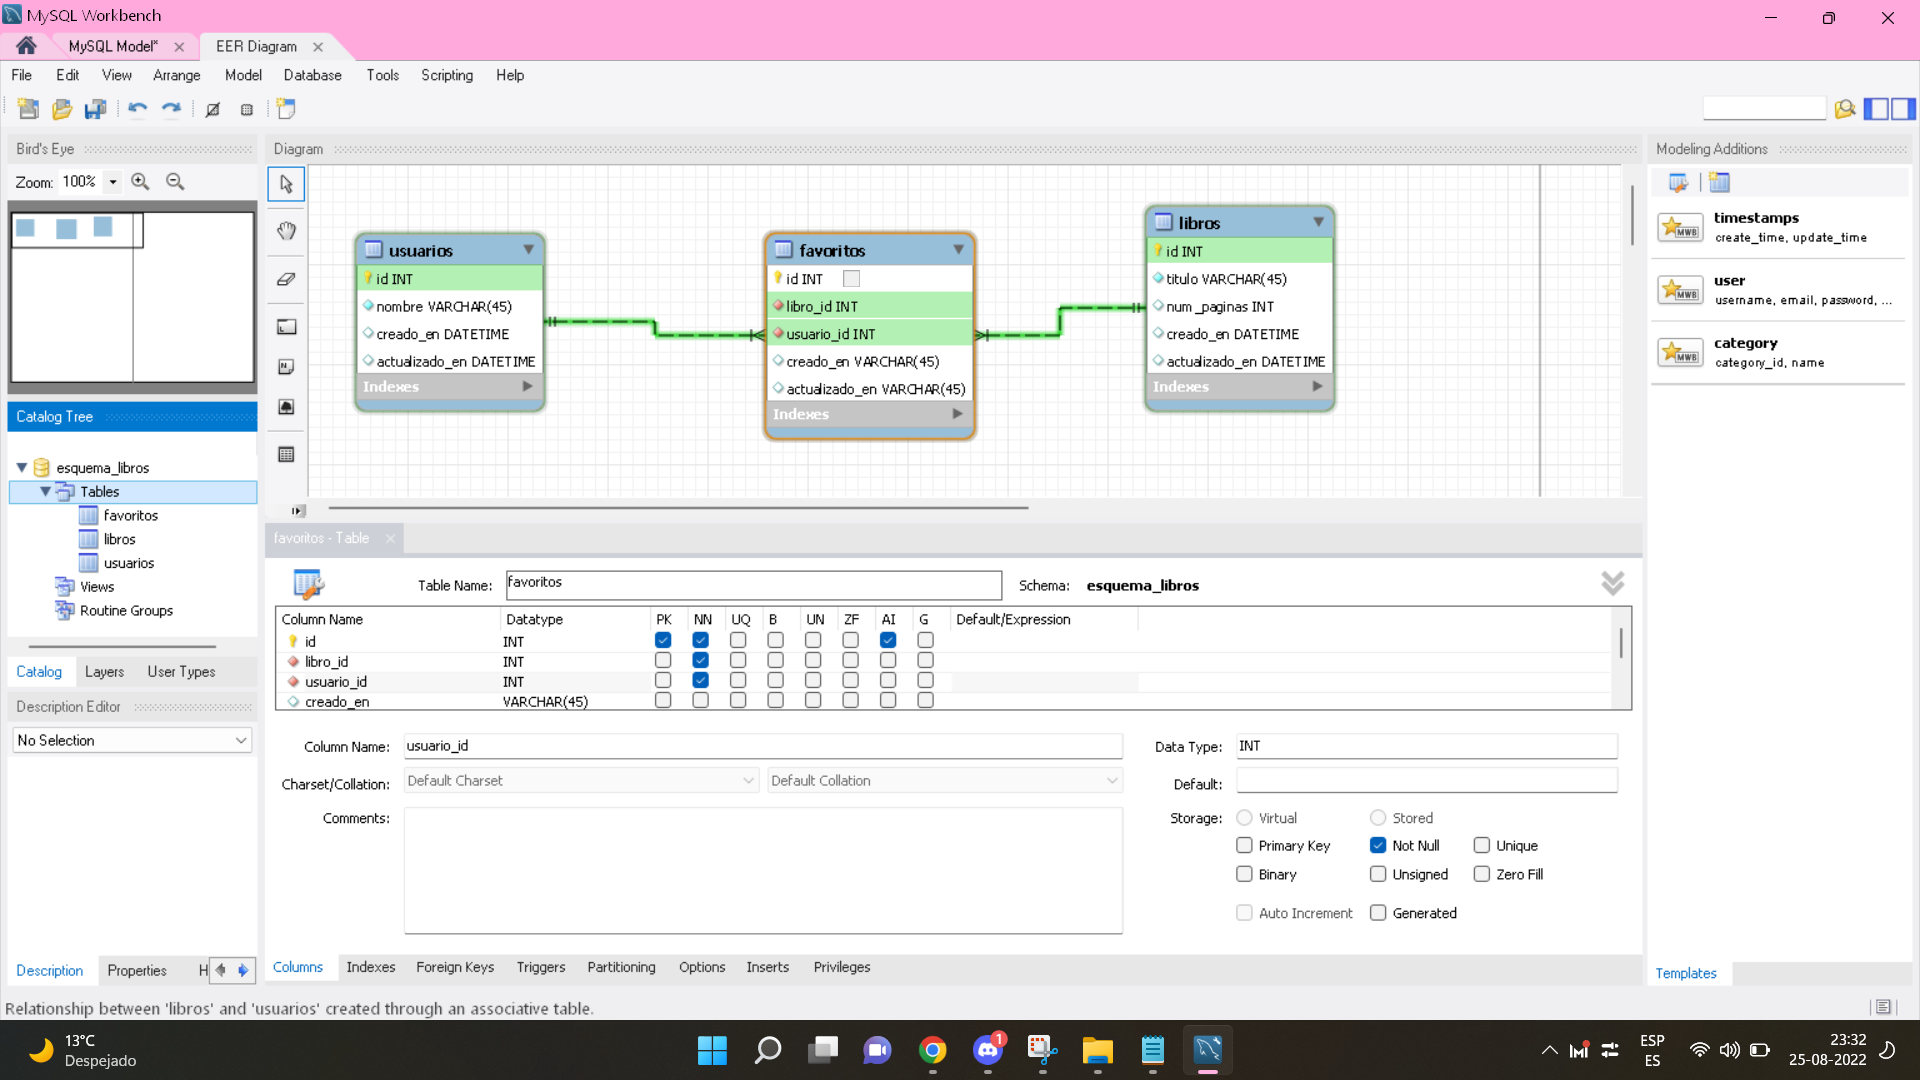 MySQL Workbench
MySQL Model*
EER Diagram
File Edit View Arrange Model Database Tools Scripting Help
Bird's Eye
Zoom: 100%
Diagram
Modeling Additions
timestamps
create_time, update_time
user
username, email, password, ...
category
category_id, name
usuarios
id INT
nombre VARCHAR(45)
creado_en DATETIME
actualizado_en DATETIME
Indexes
favoritos
id INT
libro_id INT
usuario_id INT
creado_en VARCHAR(45)
actualizado_en VARCHAR(45)
Indexes
libros
id INT
titulo VARCHAR(45)
num_paginas INT
creado_en DATETIME
actualizado_en DATETIME
Indexes
Catalog Tree
esquema_libros
Tables
favoritos
libros
usuarios
Views
Routine Groups
Catalog Layers User Types
Description Editor
No Selection
Description Properties H
favoritos - Table
Table Name: favoritos Schema: esquema_libros
Column Name Datatype PK NN UQ B UN ZF AI G Default/Expression
id INT
libro_id INT
usuario_id INT
creado_en VARCHAR(45)
Column Name: usuario_id Data Type: INT
Charset/Collation: Default Charset Default Collation Default:
Comments: Storage: Virtual Stored
Primary Key Not Null Unique
Binary Unsigned Zero Fill
Auto Increment Generated
Columns Indexes Foreign Keys Triggers Partitioning Options Inserts Privileges
Templates
Relationship between 'libros' and 'usuarios' created through an associative table.
13°C
Despejado
1
ESP
ES
23:32
25-08-2022
MWB
MWB
MWB